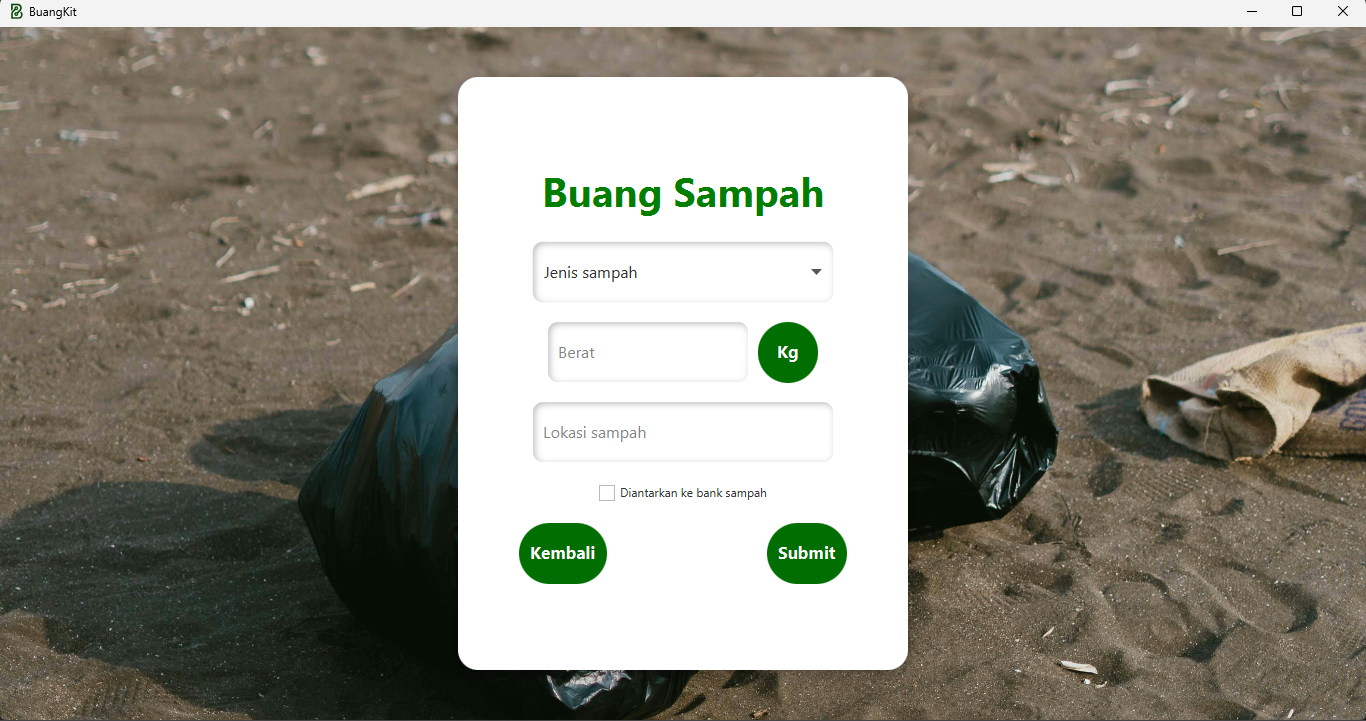 BuangKit
Buang Sampah
Jenis sampah
Berat
Kg
Lokasi sampah
Diantarkan ke bank sampah
Kembali
Submit